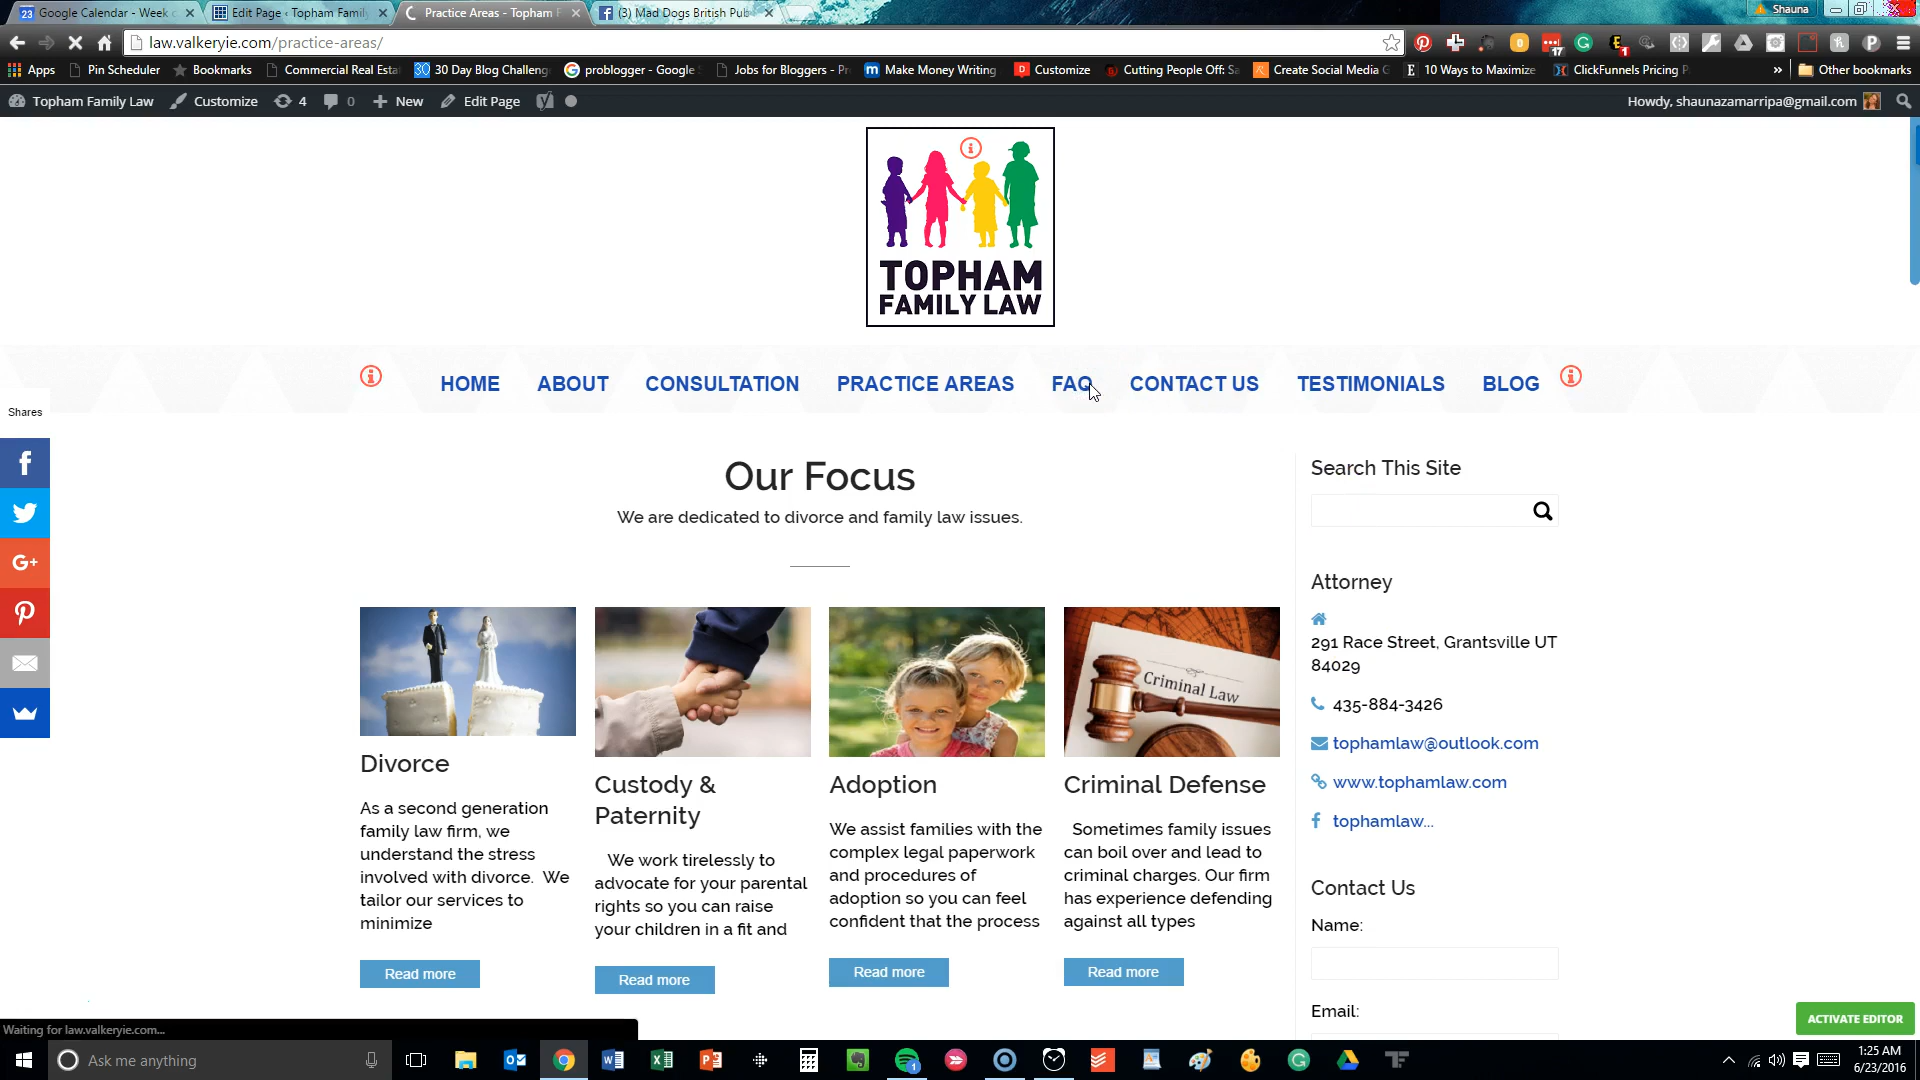 23 Google Calendar - Week
Edit Page ‹ Topham Family
Practice Areas - Topham F
(3) Mad Dogs British Pub
Shauna
law.valkeryie.com/practice-areas/
0
17
1
Apps
Pin Scheduler
Bookmarks
Commercial Real Esta
30 30 Day Blog Challeng
problogger - Google
Jobs for Bloggers - Pr
Make Money Writing
Customize
Cutting People Off: Sa
Create Social Media G
10 Ways to Maximize
ClickFunnels Pricing P
»
Other bookmarks
Topham Family Law
Customize
4
0
New
Edit Page
Howdy, shaunazamarripa@gmail.com
TOPHAM
FAMILY LAW
HOME
ABOUT
CONSULTATION
PRACTICE AREAS
FAQ
CONTACT US
TESTIMONIALS
BLOG
Shares
Our Focus
We are dedicated to divorce and family law issues.
Divorce
As a second generation
family law firm, we
understand the stress
involved with divorce. We
tailor our services to
minimize
Read more
Custody &
Paternity
We work tirelessly to
advocate for your parental
rights so you can raise
your children in a fit and
Read more
Adoption
We assist families with the
complex legal paperwork
and procedures of
adoption so you can feel
confident that the process
Read more
Criminal Law
Criminal Defense
Sometimes family issues
can boil over and lead to
criminal charges. Our firm
has experience defending
against all types
Read more
Search This Site
Attorney
291 Race Street, Grantsville UT
84029
435-884-3426
tophamlaw@outlook.com
www.tophamlaw.com
tophamlaw...
Contact Us
Name:
Email:
ACTIVATE EDITOR
Waiting for law.valkeryie.com...
Ask me anything
1
1:25 AM
6/23/2016